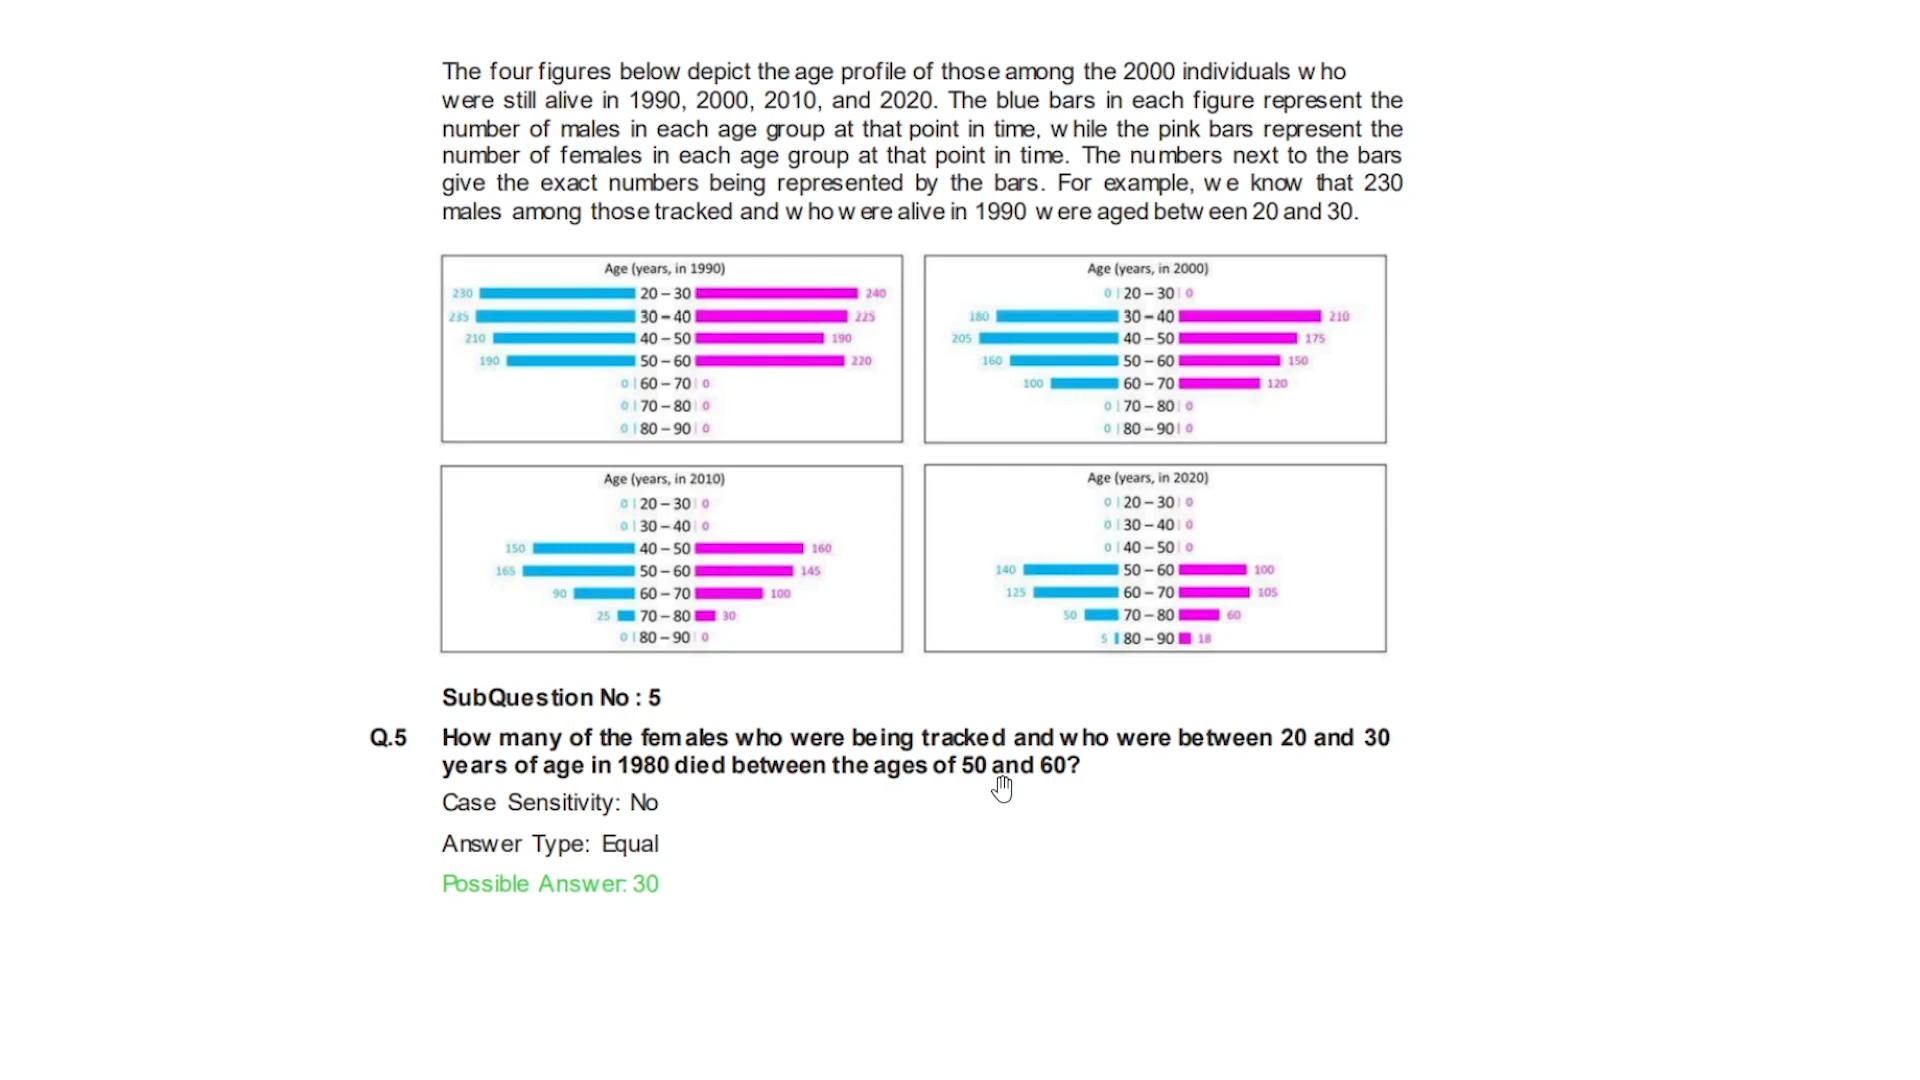 The four figures below depict the age profile of those among the 2000 individuals who
were still alive in 1990, 2000, 2010, and 2020. The blue bars in each figure represent the
number of males in each age group at that point in time, while the pink bars represent the
number of females in each age group at that point in time. The numbers next to the bars
give the exact numbers being represented by the bars. For example, we know that 230
males among those tracked and who were alive in 1990 were aged between 20 and 30.
Age (years, in 1990)
230 20 – 30 240
235 30 – 40 225
210 40 – 50 190
190 50 – 60 220
0 60 – 70 0
0 70 – 80 0
0 80 – 90 0
Age (years, in 2000)
0 20 – 30 0
180 30 – 40 210
205 40 – 50 175
160 50 – 60 150
100 60 – 70 120
0 70 – 80 0
0 80 – 90 0
Age (years, in 2010)
0 20 – 30 0
0 30 – 40 0
150 40 – 50 160
165 50 – 60 145
90 60 – 70 100
25 70 – 80 30
0 80 – 90 0
Age (years, in 2020)
0 20 – 30 0
0 30 – 40 0
0 40 – 50 0
140 50 – 60 100
125 60 – 70 105
50 70 – 80 60
5 80 – 90 18
SubQuestion No : 5
Q.5 How many of the females who were being tracked and who were between 20 and 30
years of age in 1980 died between the ages of 50 and 60?
Case Sensitivity: No
Answer Type: Equal
Possible Answer: 30